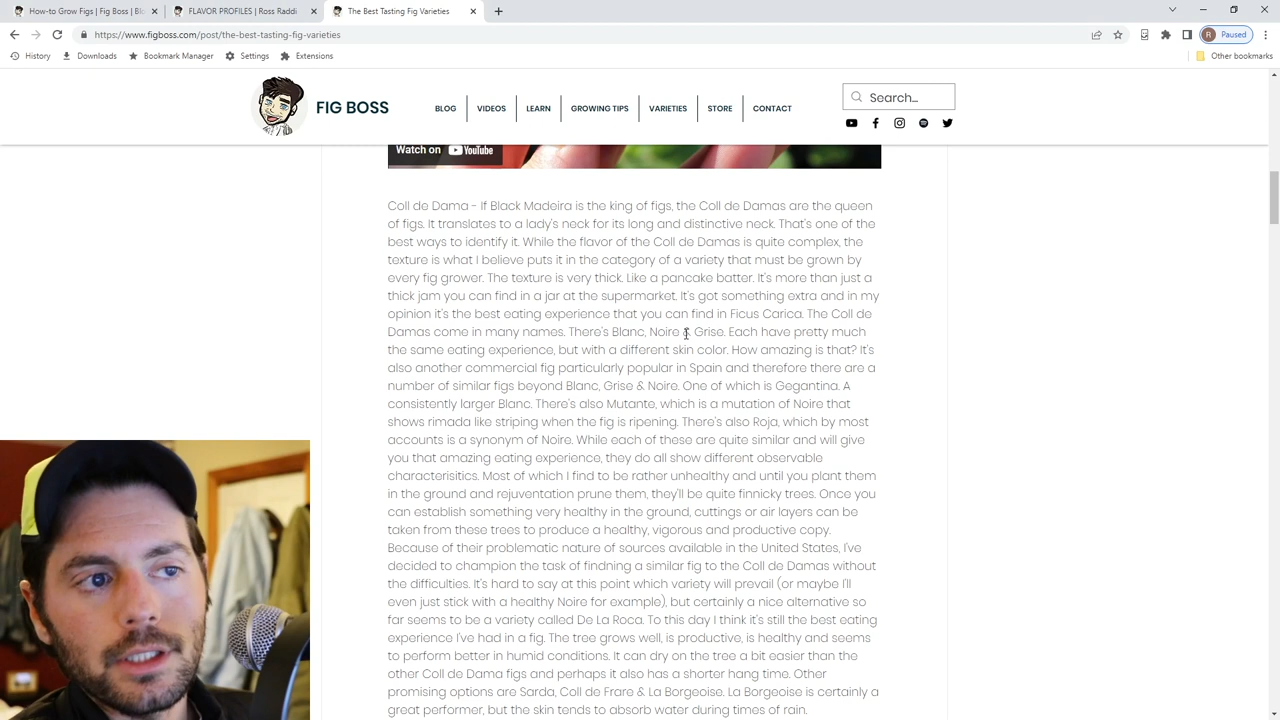 How-to Grow Figs | Fig Boss | Bl
FLAVOR PROFILES | Ross Raddi
The Best Tasting Fig Varieties
https://www.figboss.com/post/the-best-tasting-fig-varieties
R Paused
History Downloads Bookmark Manager Settings Extensions
Other bookmarks
FIG BOSS
BLOG VIDEOS LEARN GROWING TIPS VARIETIES STORE CONTACT
Search...
Watch on YouTube
Coll de Dama - If Black Madeira is the king of figs, the Coll de Damas are the queen
of figs. It translates to a lady's neck for its long and distinctive neck. That's one of the
best ways to identify it. While the flavor of the Coll de Damas is quite complex, the
texture is what I believe puts it in the category of a variety that must be grown by
every fig grower. The texture is very thick. Like a pancake batter. It's more than just a
thick jam you can find in a jar at the supermarket. It's got something extra and in my
opinion it's the best eating experience that you can find in Ficus Carica. The Coll de
Damas come in many names. There's Blanc, Noire & Grise. Each have pretty much
the same eating experience, but with a different skin color. How amazing is that? It's
also another commercial fig particularly popular in Spain and therefore there are a
number of similar figs beyond Blanc, Grise & Noire. One of which is Gegantina. A
consistently larger Blanc. There's also Mutante, which is a mutation of Noire that
shows rimada like striping when the fig is ripening. There's also Roja, which by most
accounts is a synonym of Noire. While each of these are quite similar and will give
you that amazing eating experience, they do all show different observable
characterisitics. Most of which I find to be rather unhealthy and until you plant them
in the ground and rejuventation prune them, they'll be quite finnicky trees. Once you
can establish something very healthy in the ground, cuttings or air layers can be
taken from these trees to produce a healthy, vigorous and productive copy.
Because of their problematic nature of sources available in the United States, I've
decided to champion the task of findning a similar fig to the Coll de Damas without
the difficulties. It's hard to say at this point which variety will prevail (or maybe I'll
even just stick with a healthy Noire for example), but certainly a nice alternative so
far seems to be a variety called De La Roca. To this day I think it's still the best eating
experience I've had in a fig. The tree grows well, is productive, is healthy and seems
to perform better in humid conditions. It can dry on the tree a bit easier than the
other Coll de Dama figs and perhaps it also has a shorter hang time. Other
promising options are Sarda, Coll de Frare & La Borgeoise. La Borgeoise is certainly a
great performer, but the skin tends to absorb water during times of rain.